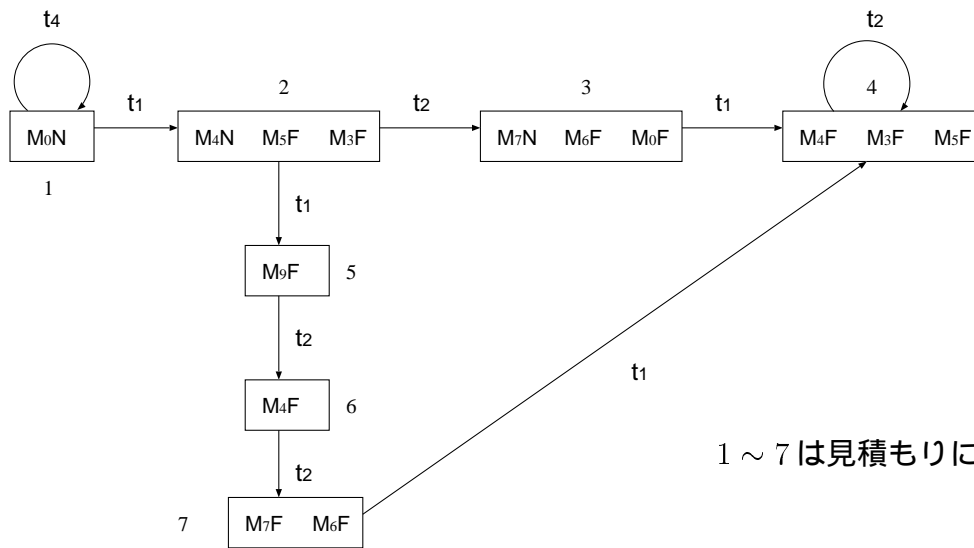 t4
t2
2
3
4
t1
t2
t1
M0N
M4N M5F M3F
M7N M6F M0F
M4F M3F M5F
1
t1
M9F
5
t2
t1
M4F
6
1 ~ 7 は見積もりに
t2
7
M7F M6F